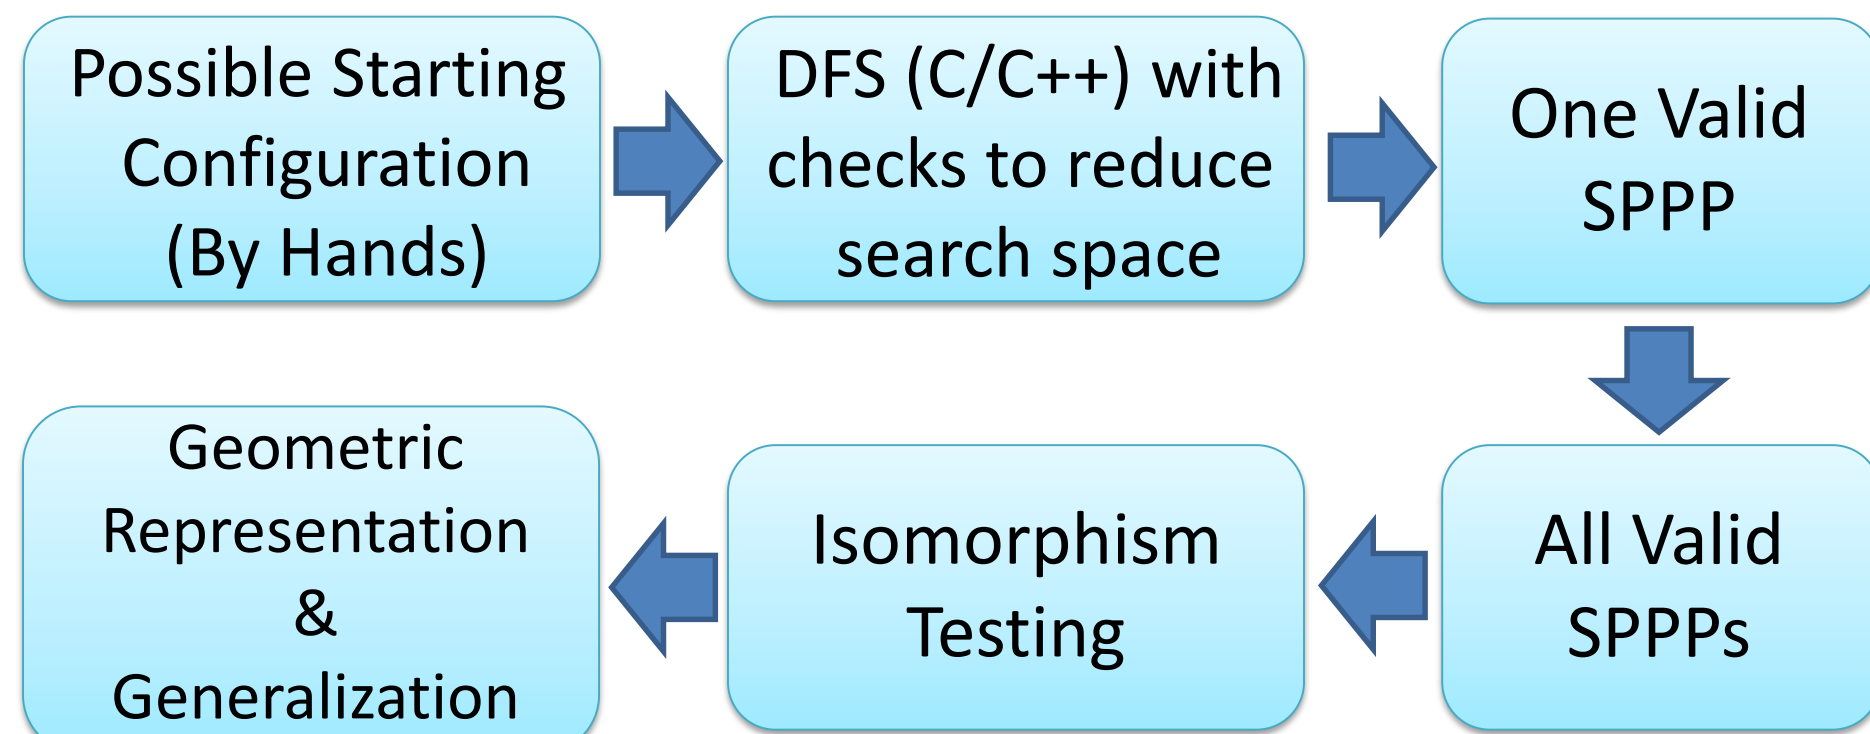 Possible Starting
Configuration
(By Hands)
DFS (C/C++) with
checks to reduce
search space
One Valid
SPPP
All Valid
SPPPs
Isomorphism
Testing
Geometric
Representation
&
Generalization